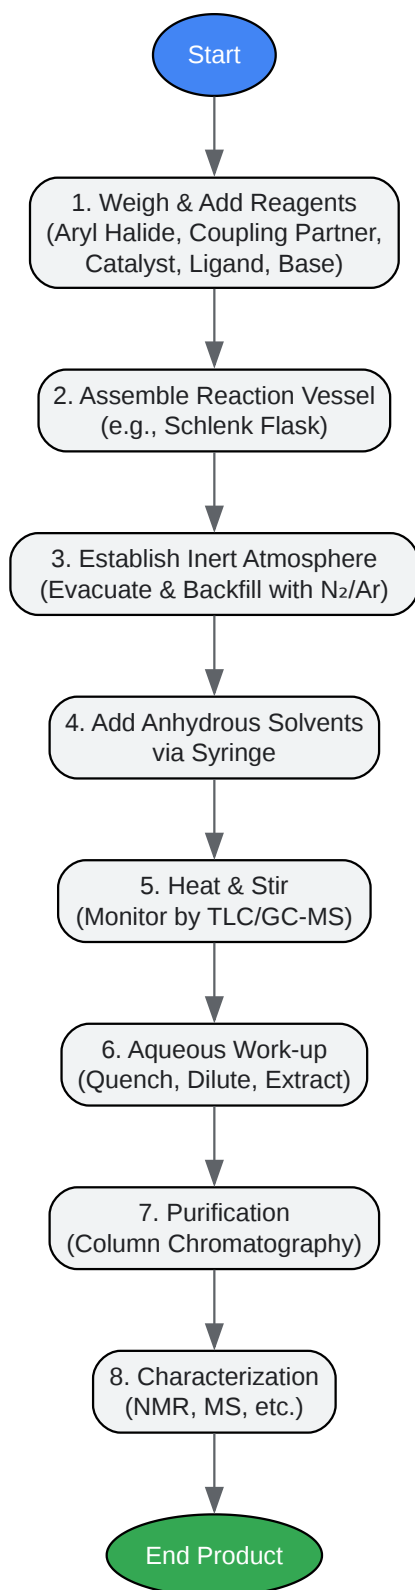 Start
1. Weigh & Add Reagents
(Aryl Halide, Coupling Partner,
Catalyst, Ligand, Base)
2. Assemble Reaction Vessel
(e.g., Schlenk Flask)
3. Establish Inert Atmosphere
(Evacuate & Backfill with N₂/Ar)
4. Add Anhydrous Solvents
via Syringe
5. Heat & Stir
(Monitor by TLC/GC-MS)
6. Aqueous Work-up
(Quench, Dilute, Extract)
7. Purification
(Column Chromatography)
8. Characterization
(NMR, MS, etc.)
End Product